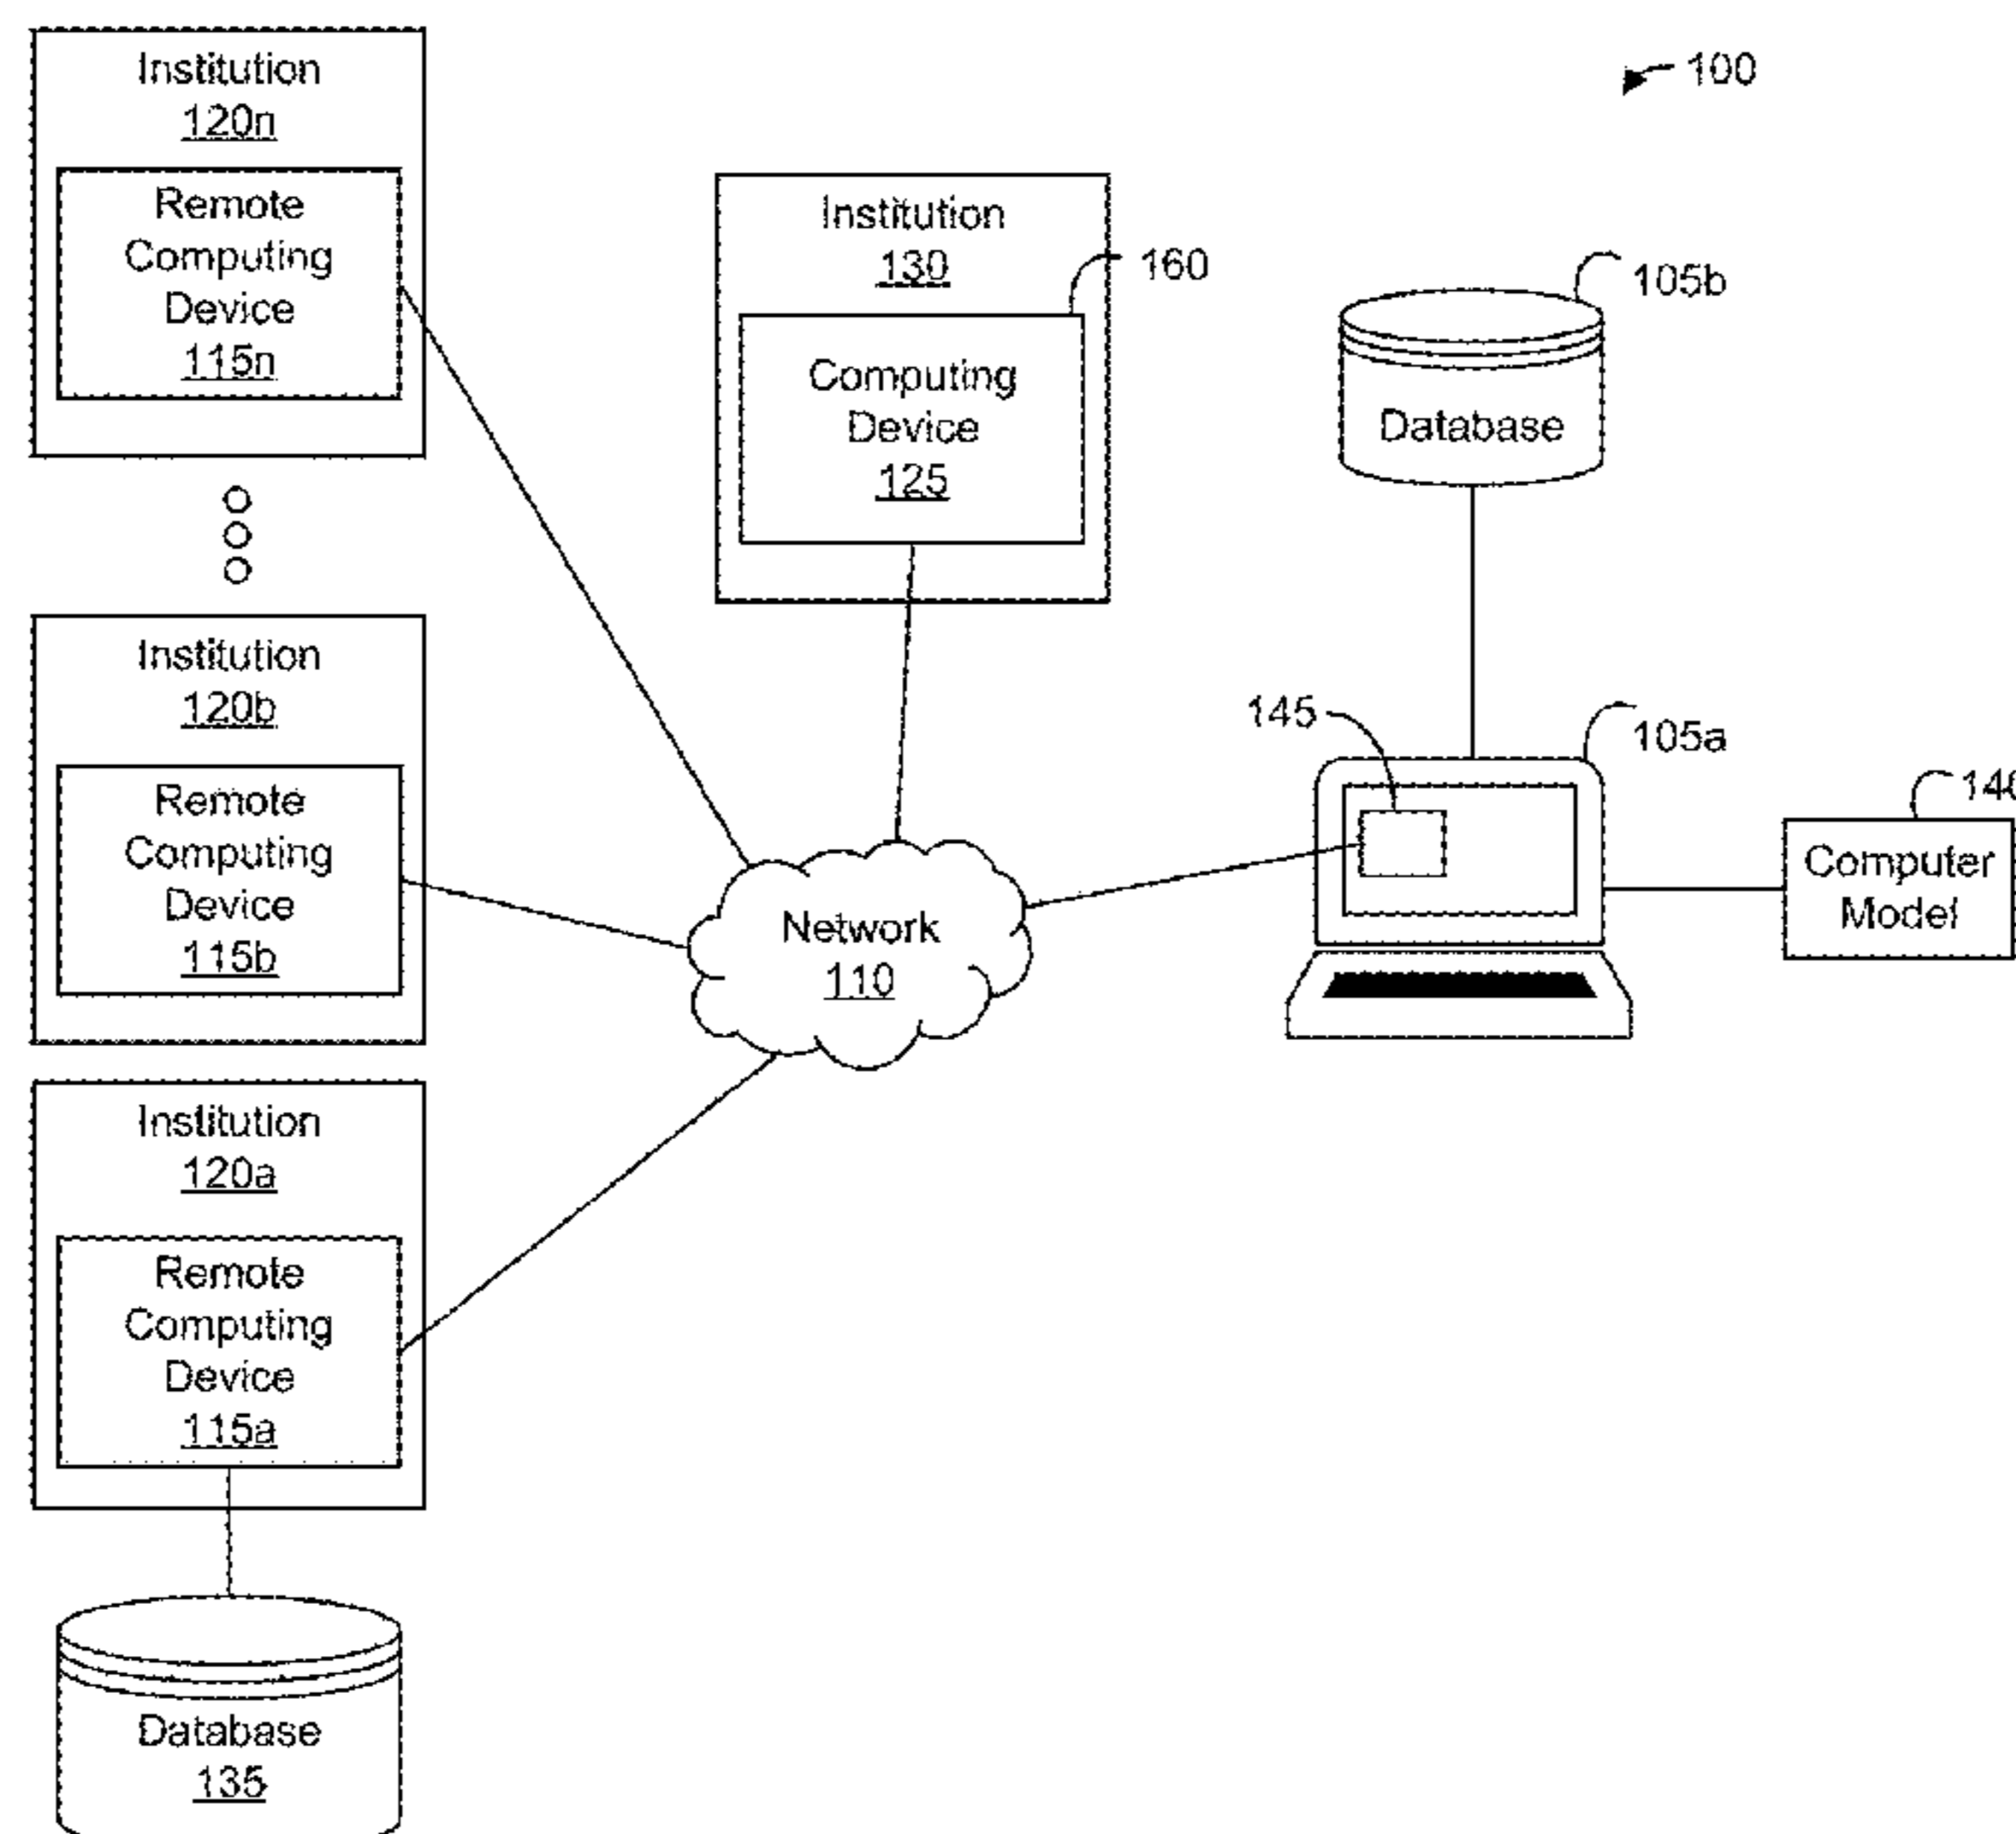 Institution
120n
Remote
Computing
Device
115n
Institution
120b
Remote
Computing
Device
115b
Institution
120a
Remote
Computing
Device
115a
Database
135
Institution
130
160
Computing
Device
125
Network
110
100
105b
Database
145
105a
Computer
Model